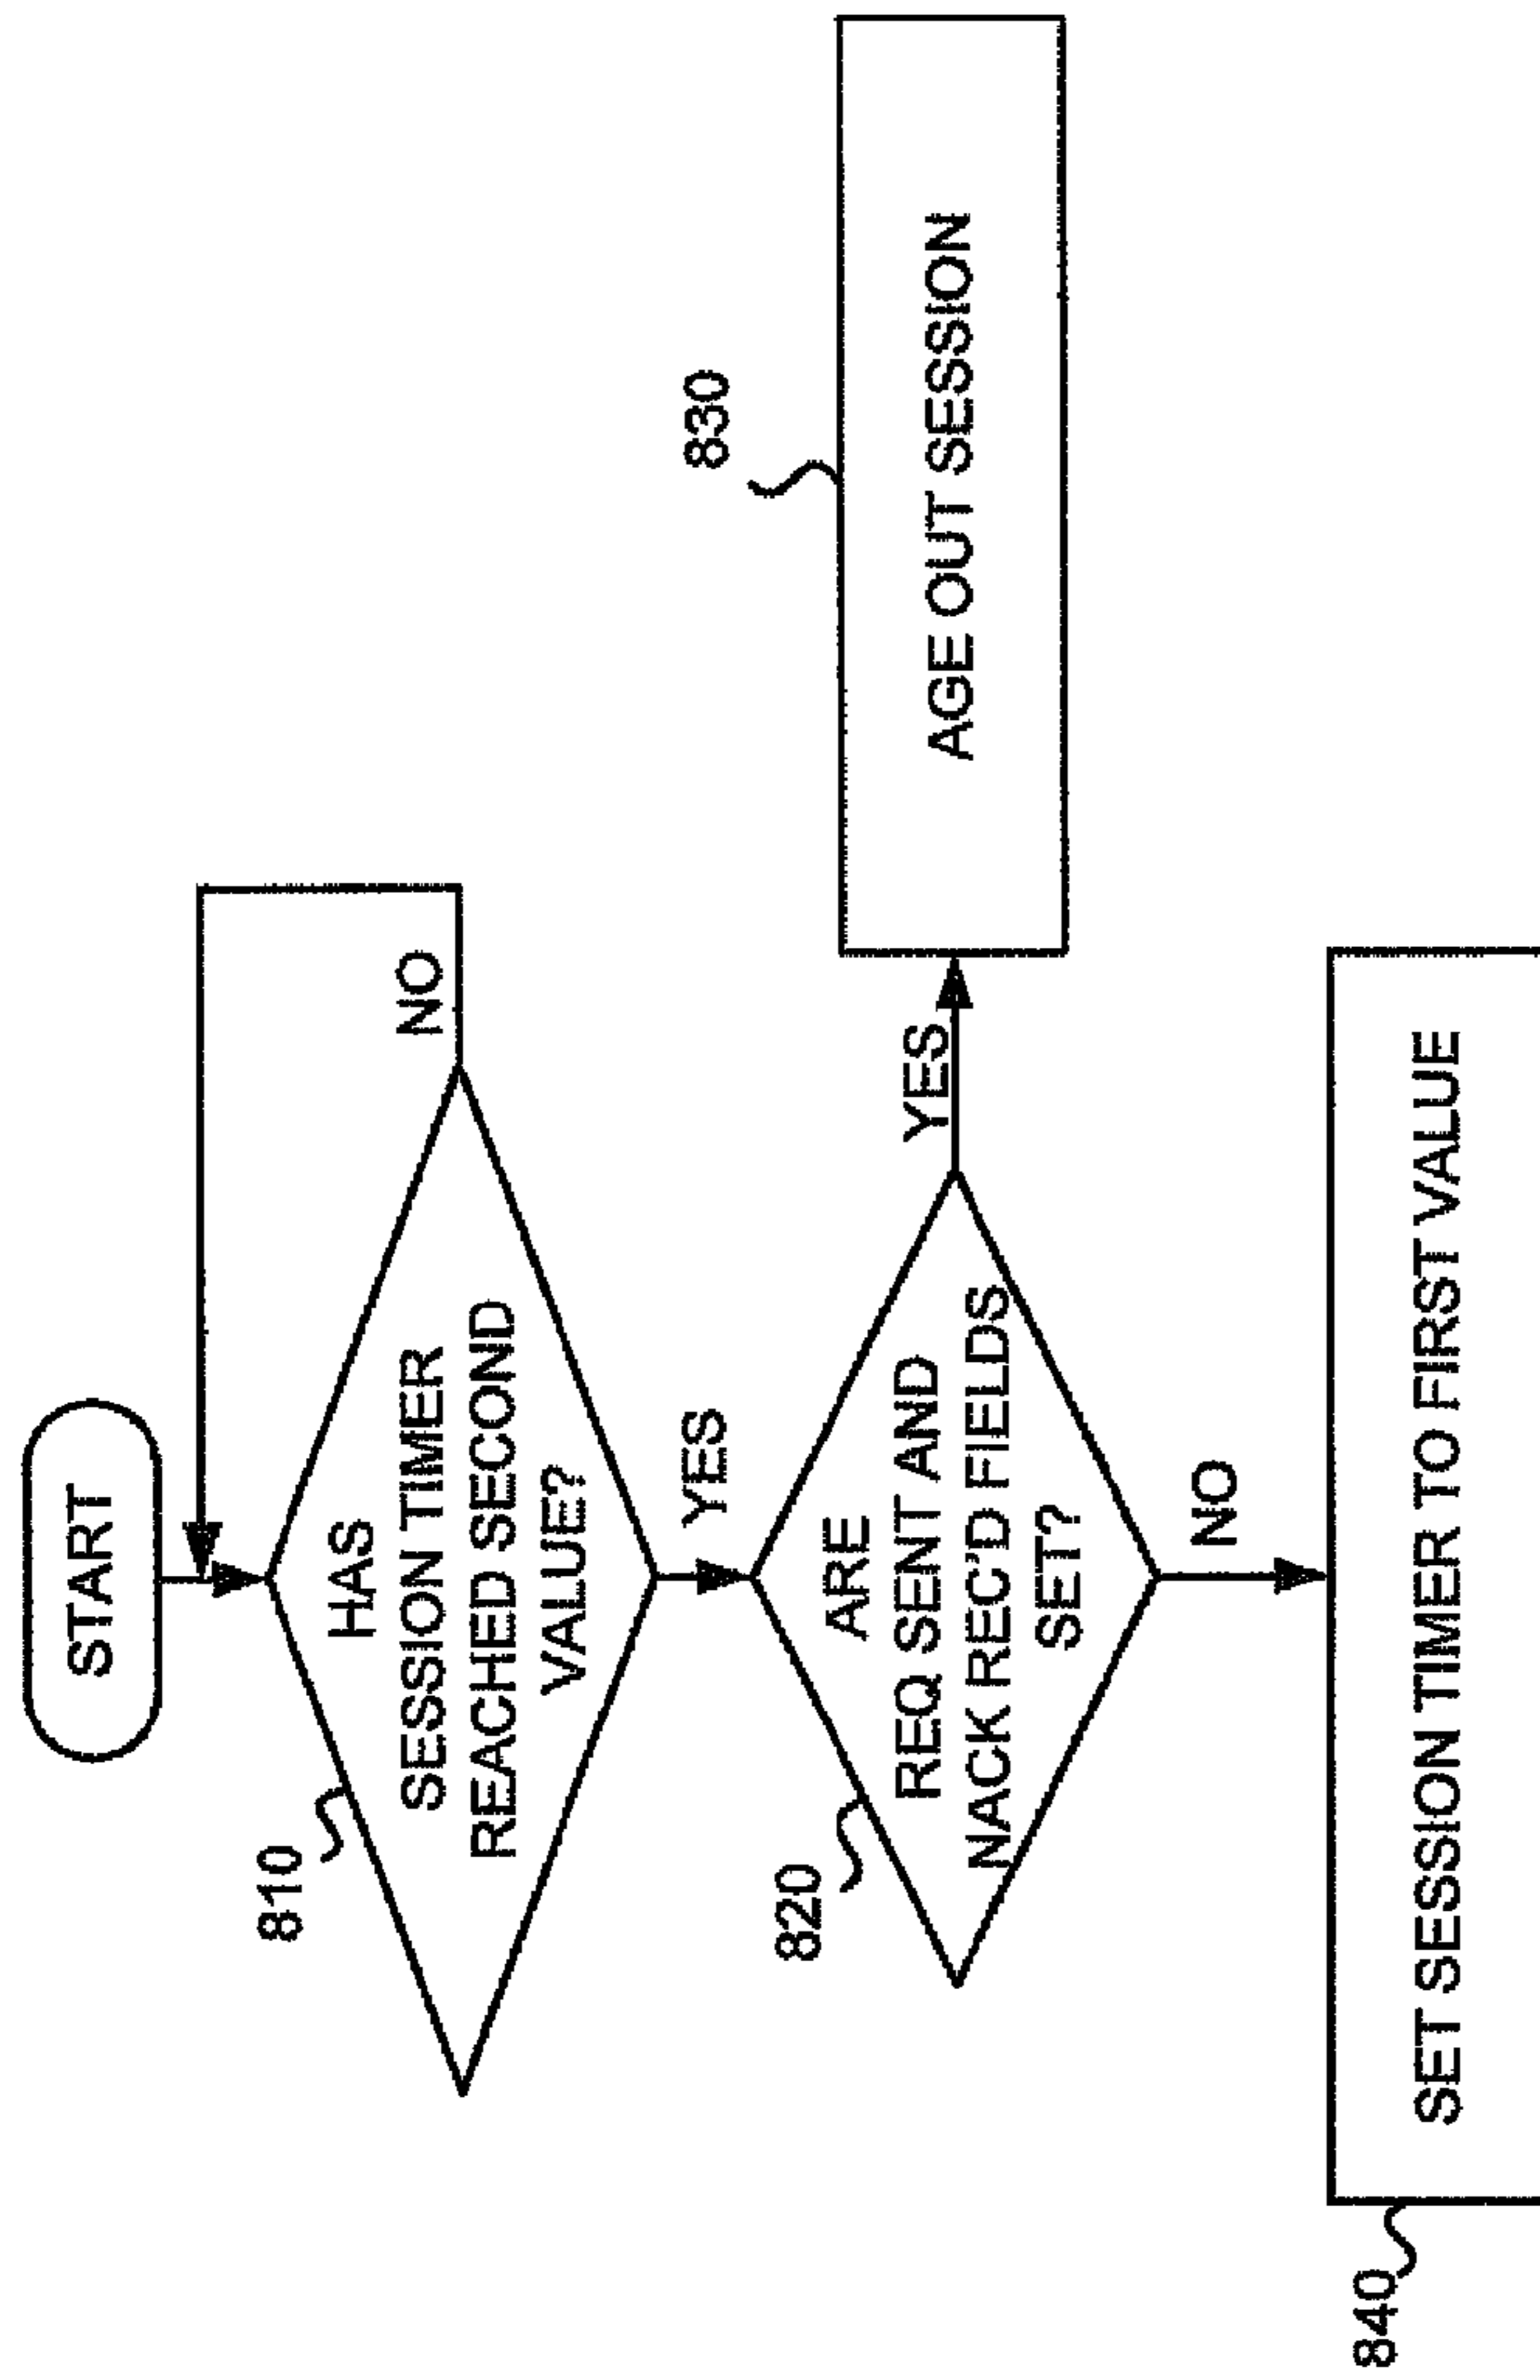 START
810
HAS
SESSION TIMER
REACHED SECOND
VALUE?
NO
YES
820
ARE
REQ SENT AND
NACK REC'D FIELDS
SET?
YES
830
AGE OUT SESSION
NO
840
SET SESSION TIMER TO FIRST VALUE